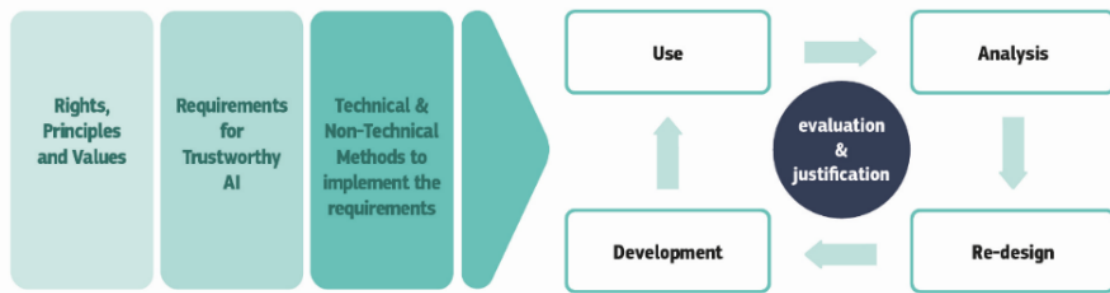 Rights,
Principles
and Values
Requirements
for
Trustworthy
AI
Technical &
Non-Technical
Methods to
implement the
requirements
Use
Analysis
evaluation
&
justification
Development
Re-design